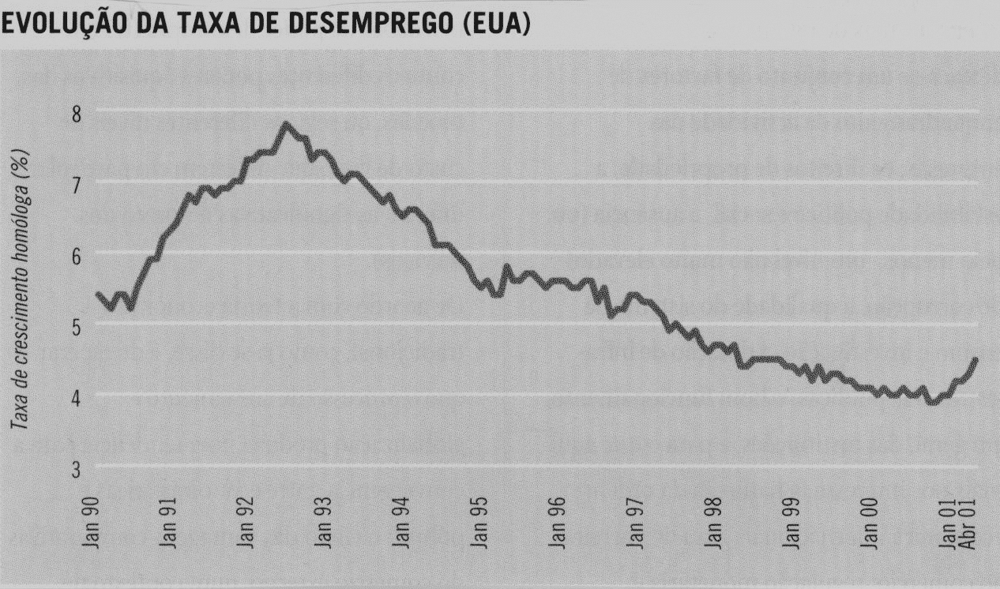 EVOLUÇÃO DA TAXA DE DESEMPREGO (EUA)
Taxa de crescimento homóloga (%)
8
7
6
5
4
3
Jan 90
Jan 91
Jan 92
Jan 93
Jan 94
Jan 95
Jan 96
Jan 97
Jan 98
Jan 99
Jan 00
Jan 01
Abr 01